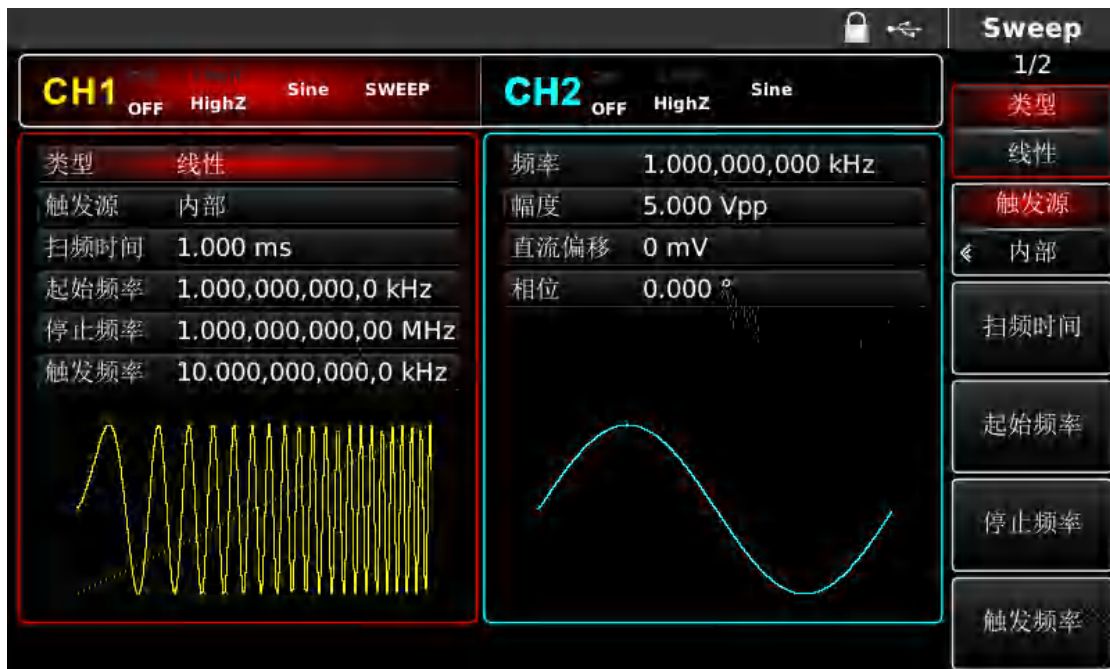 Sweep
1/2
CH1 OFF HighZ Sine SWEEP
CH2 OFF HighZ Sine
类型 线性
触发源 内部
扫频时间 1.000 ms
起始频率 1.000,000,000,0 kHz
停止频率 1.000,000,000,00 MHz
触发频率 10.000,000,000,0 kHz
频率 1.000,000,000 kHz
幅度 5.000 Vpp
直流偏移 0 mV
相位 0.000 °
类型
线性
触发源
内部
扫频时间
起始频率
停止频率
触发频率